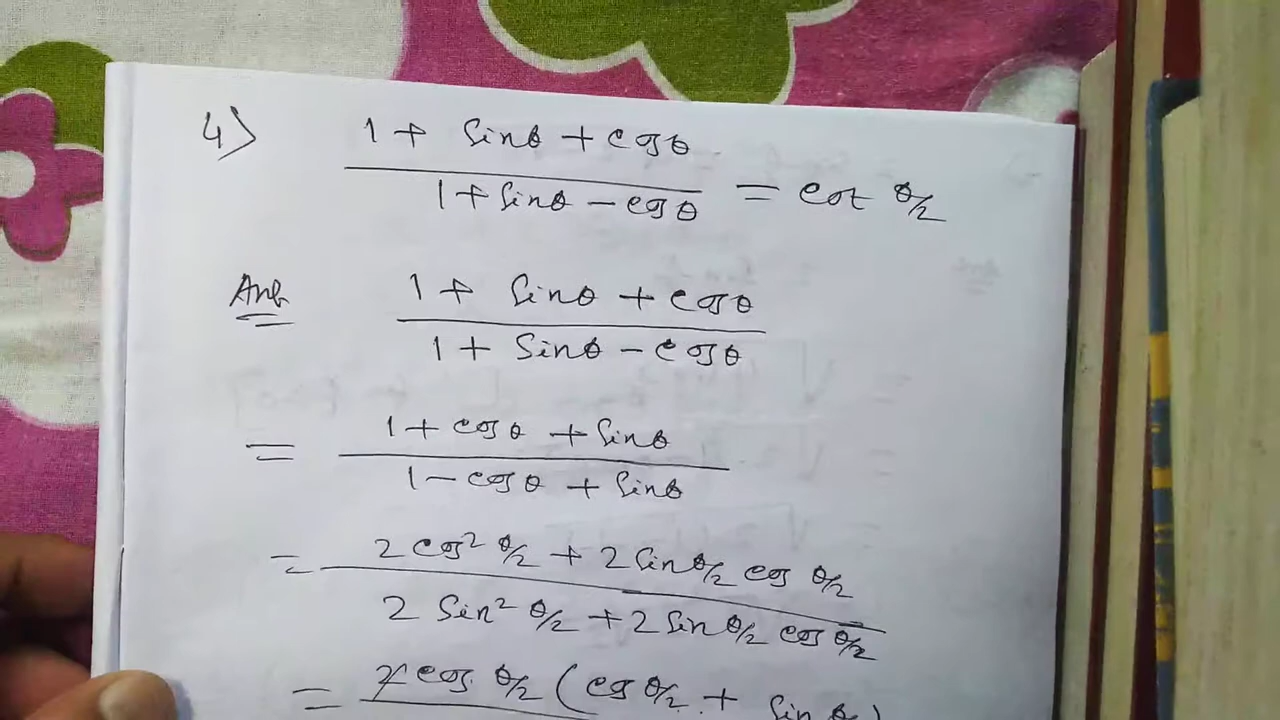 4) 1 + Sinθ + cosθ
1 + Sinθ − cosθ = cot θ/2
Ans 1 + Sinθ + cosθ
1 + Sinθ − cosθ
= 1 + cosθ + Sinθ
1 − cosθ + Sinθ
= 2 cos² θ/2 + 2 Sin θ/2 cos θ/2
2 Sin² θ/2 + 2 Sin θ/2 cos θ/2
= 2 cos θ/2 (cos θ/2 + Sin θ